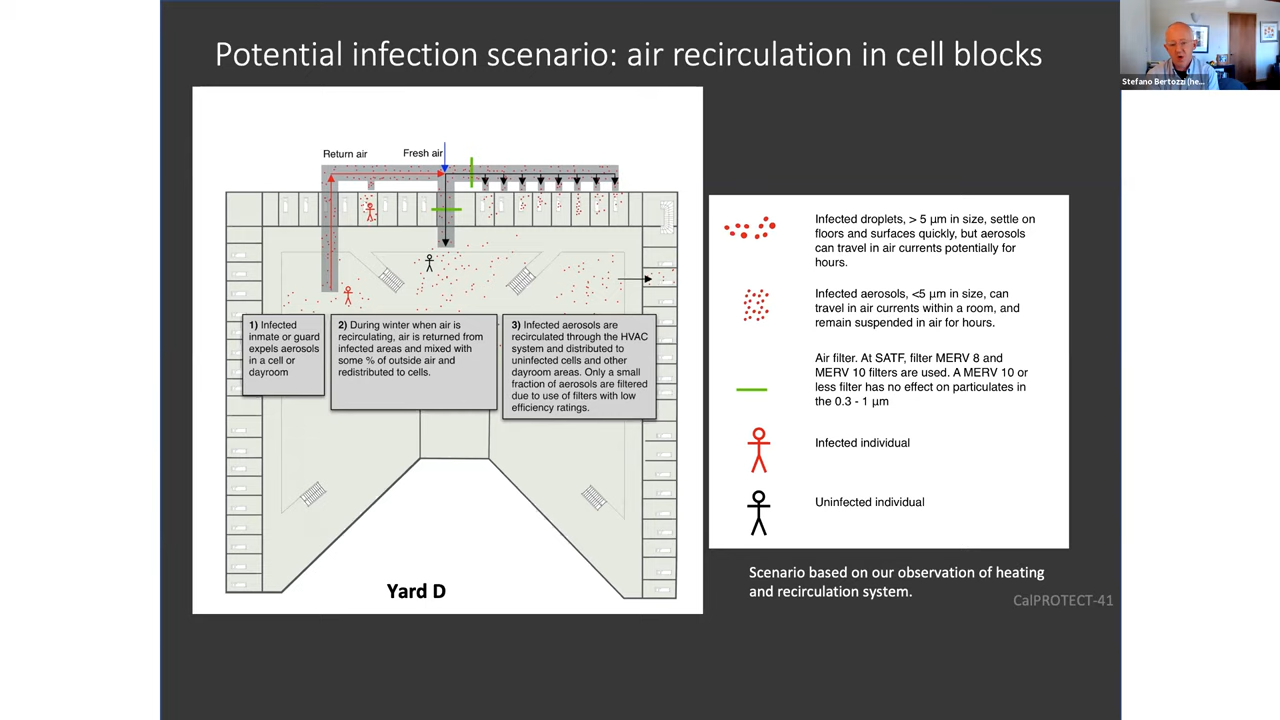 Potential infection scenario: air recirculation in cell blocks
Stefano Bertozzi (he...
Return air
Fresh air
1) Infected
inmate or guard
expels aerosols
in a cell or
dayroom
2) During winter when air is
recirculating, air is returned from
infected areas and mixed with
some % of outside air and
redistributed to cells.
3) Infected aerosols are
recirculated through the HVAC
system and distributed to
uninfected cells and other
dayroom areas. Only a small
fraction of aerosols are filtered
due to use of filters with low
efficiency ratings.
Yard D
Infected droplets, > 5 μm in size, settle on
floors and surfaces quickly, but aerosols
can travel in air currents potentially for
hours.
Infected aerosols, <5 μm in size, can
travel in air currents within a room, and
remain suspended in air for hours.
Air filter. At SATF, filter MERV 8 and
MERV 10 filters are used. A MERV 10 or
less filter has no effect on particulates in
the 0.3 - 1 μm
Infected individual
Uninfected individual
Scenario based on our observation of heating
and recirculation system.
CalPROTECT-41